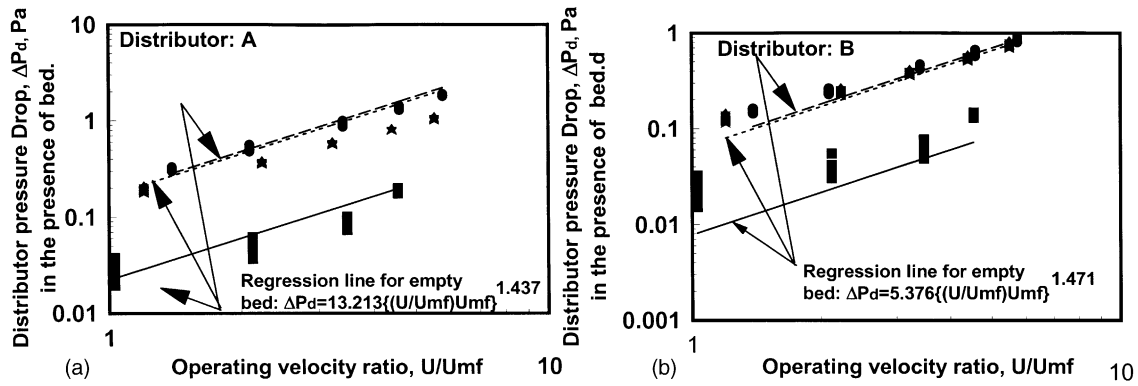 Distributor pressure Drop, ΔPd, Pa
in the presence of bed.
10
1
0.1
0.01
Distributor: A
Regression line for empty
bed: ΔPd=13.213{(U/Umf)Umf}1.437
1
10
(a)
Operating velocity ratio, U/Umf
Distributor pressure Drop, ΔPd, Pa
in the presence of bed.d
1
0.1
0.01
0.001
Distributor: B
Regression line for empty
bed: ΔPd=5.376{(U/Umf)Umf}1.471
1
10
(b)
Operating velocity ratio, U/Umf